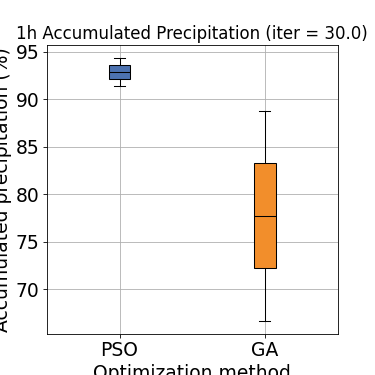 1h Accumulated Precipitation (iter = 30.0)
95
90
85
80
75
70
Accumulated precipitation (%)
PSO
GA
Optimization method